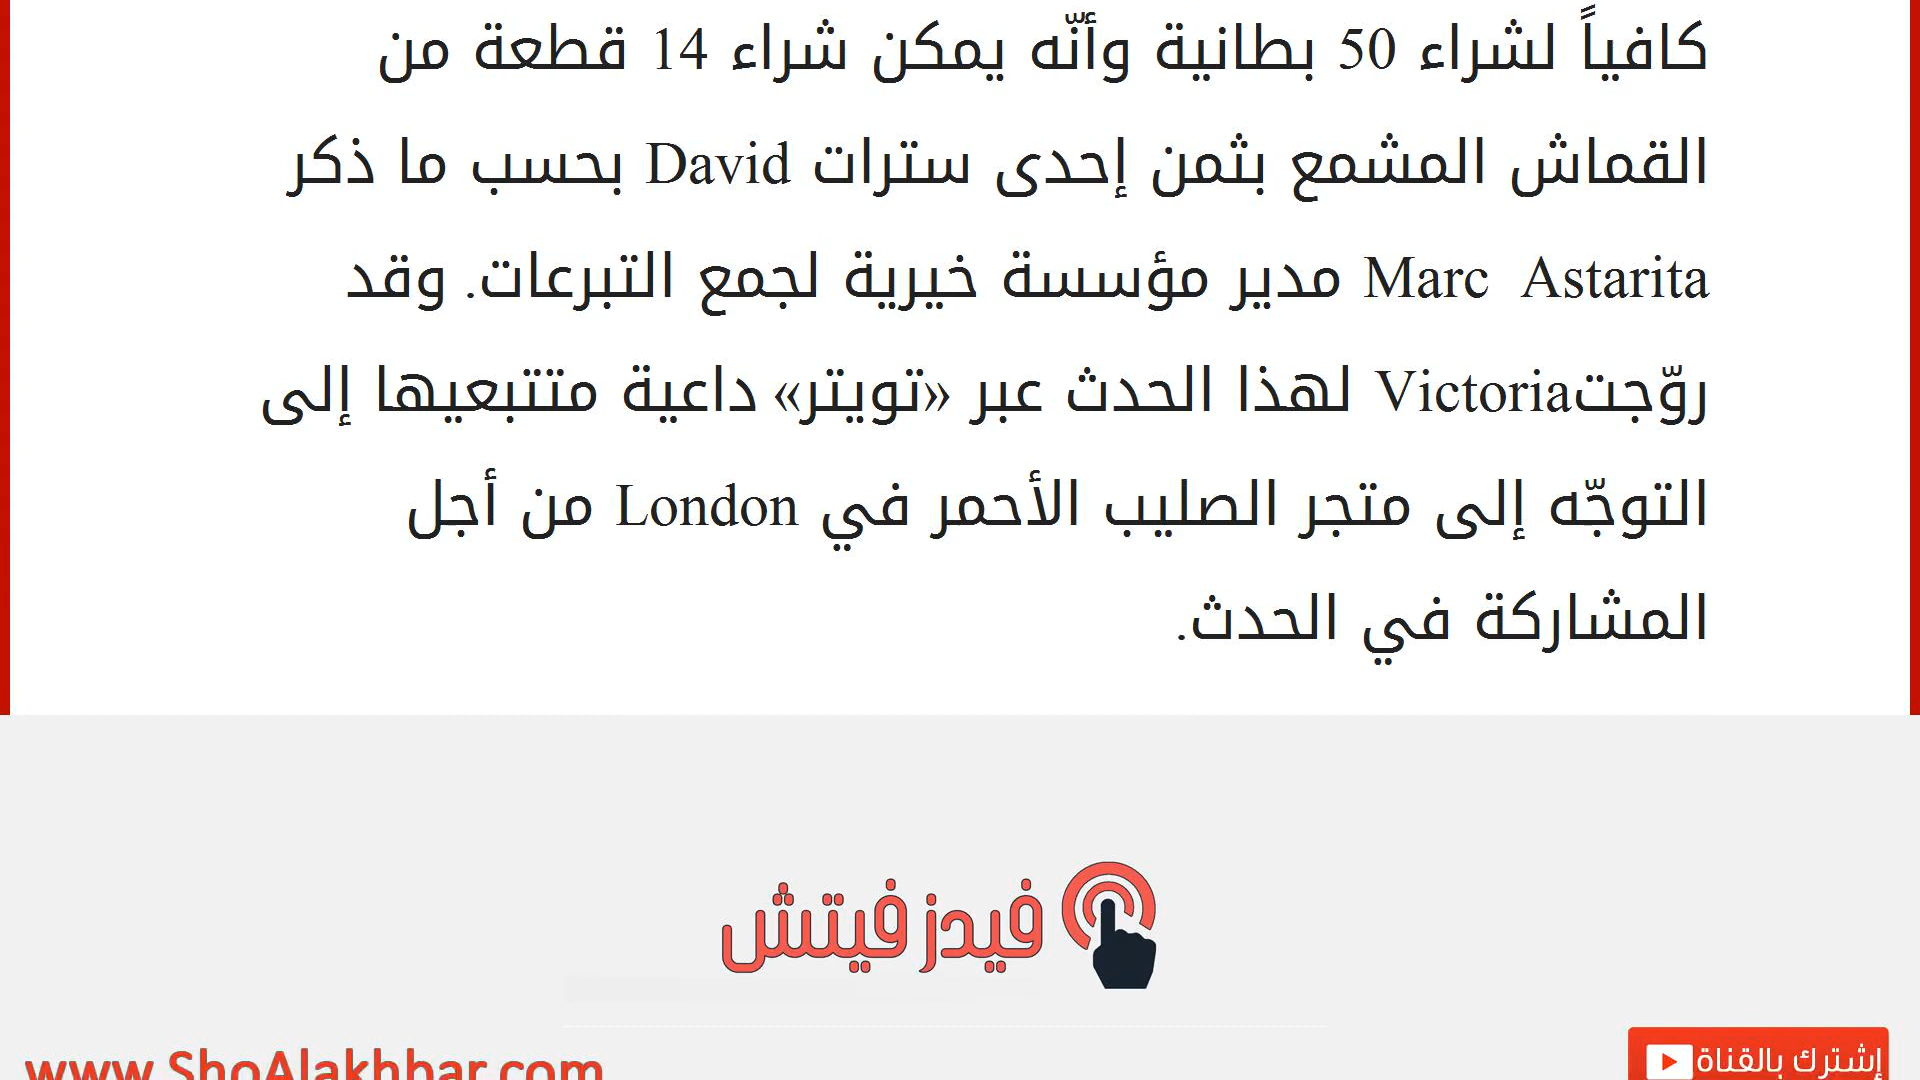 كافياً لشراء 50 بطانية وأنّه يمكن شراء 14 قطعة من
القماش المشمع بثمن إحدى سترات David بحسب ما ذكر
Marc Astarita مدير مؤسسة خيرية لجمع التبرعات. وقد
روّجتVictoria لهذا الحدث عبر «تويتر» داعية متتبعيها إلى
التوجّه إلى متجر الصليب الأحمر في London من أجل
المشاركة في الحدث.
فيدز فيتش
www.ShoAlakhbar.com
إشترك بالقناة